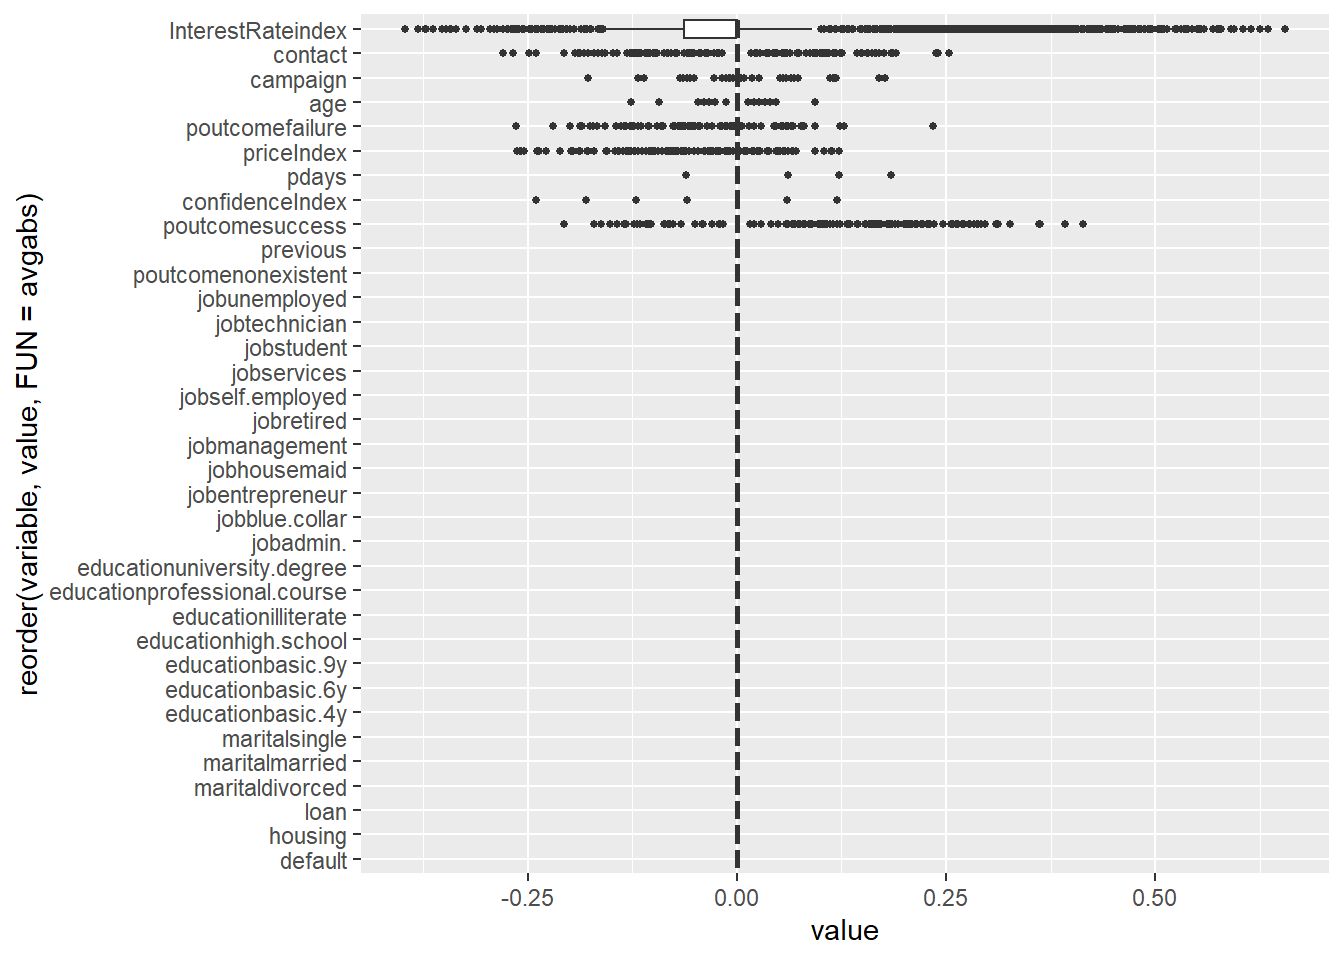 reorder(variable, value, FUN = avgabs)
InterestRateindex
contact
campaign
age
poutcomefailure
priceIndex
pdays
confidenceIndex
poutcomesuccess
previous
poutcomenonexistent
jobunemployed
jobtechnician
jobstudent
jobservices
jobself.employed
jobretired
jobmanagement
jobhousemaid
jobentrepreneur
jobblue.collar
jobadmin.
educationuniversity.degree
educationprofessional.course
educationilliterate
educationhigh.school
educationbasic.9y
educationbasic.6y
educationbasic.4y
maritalsingle
maritalmarried
maritaldivorced
loan
housing
default
-0.25 0.00 0.25 0.50
value